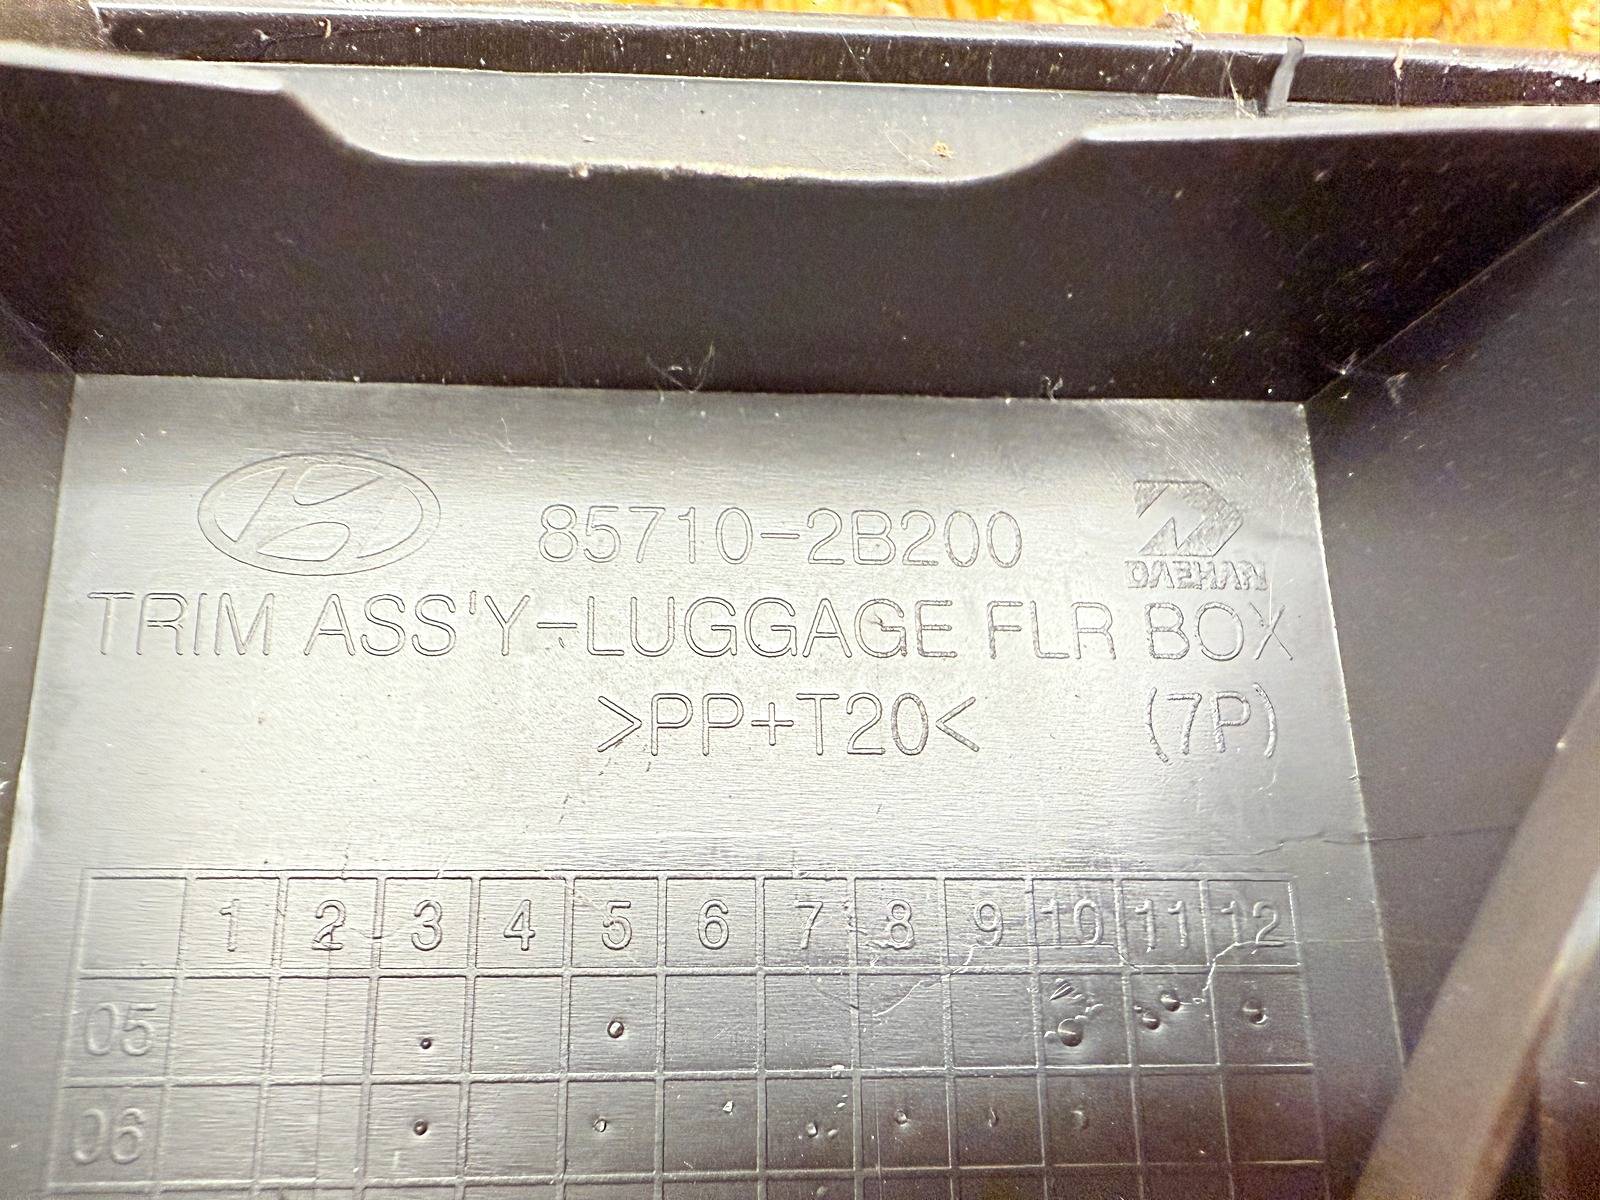 85710-2B200
DAEHAN
TRIM ASS'Y-LUGGAGE FLR BOX
>PP+T20< (7P)
1 2 3 4 5 6 7 8 9 10 11 12
05
06